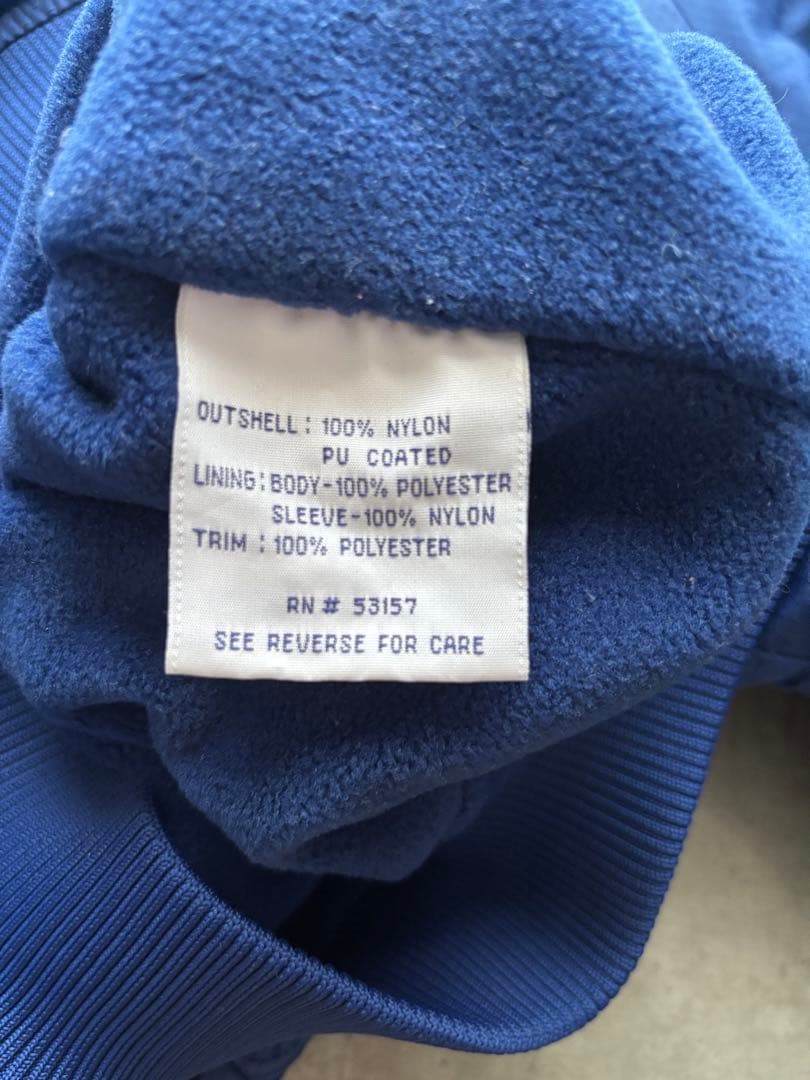 OUTSHELL: 100% NYLON
PU COATED
LINING: BODY-100% POLYESTER
SLEEVE-100% NYLON
TRIM : 100% POLYESTER
RN # 53157
SEE REVERSE FOR CARE